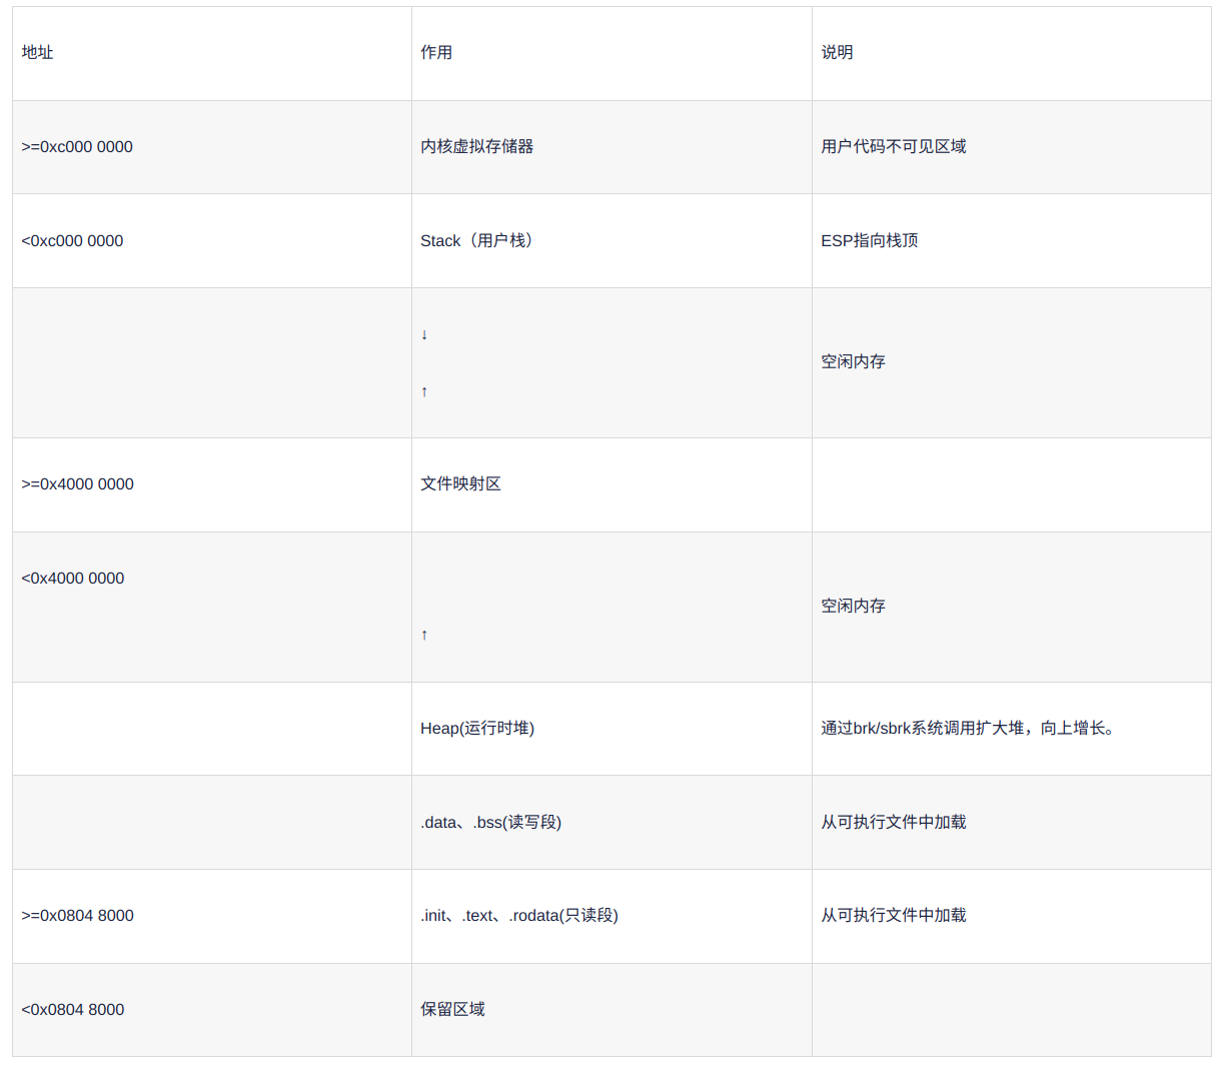 地址 作用 说明
>=0xc000 0000 内核虚拟存储器 用户代码不可见区域
<0xc000 0000 Stack（用户栈） ESP指向栈顶
↓
空闲内存
↑
>=0x4000 0000 文件映射区
<0x4000 0000
空闲内存
↑
Heap(运行时堆) 通过brk/sbrk系统调用扩大堆，向上增长。
.data、.bss(读写段) 从可执行文件中加载
>=0x0804 8000 .init、.text、.rodata(只读段) 从可执行文件中加载
<0x0804 8000 保留区域